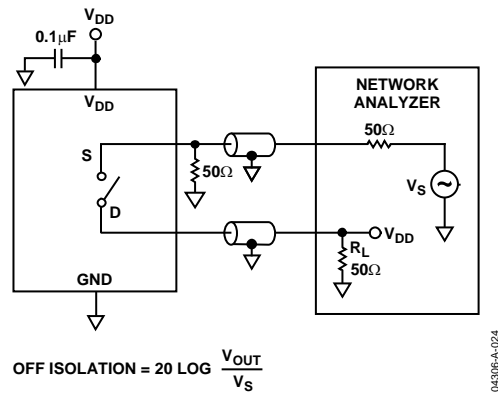 V_DD
0.1μF
V_DD
S
D
GND
50Ω
NETWORK
ANALYZER
50Ω
V_S
~
V_DD
R_L
50Ω
OFF ISOLATION = 20 LOG V_OUT / V_S
04306-A-024